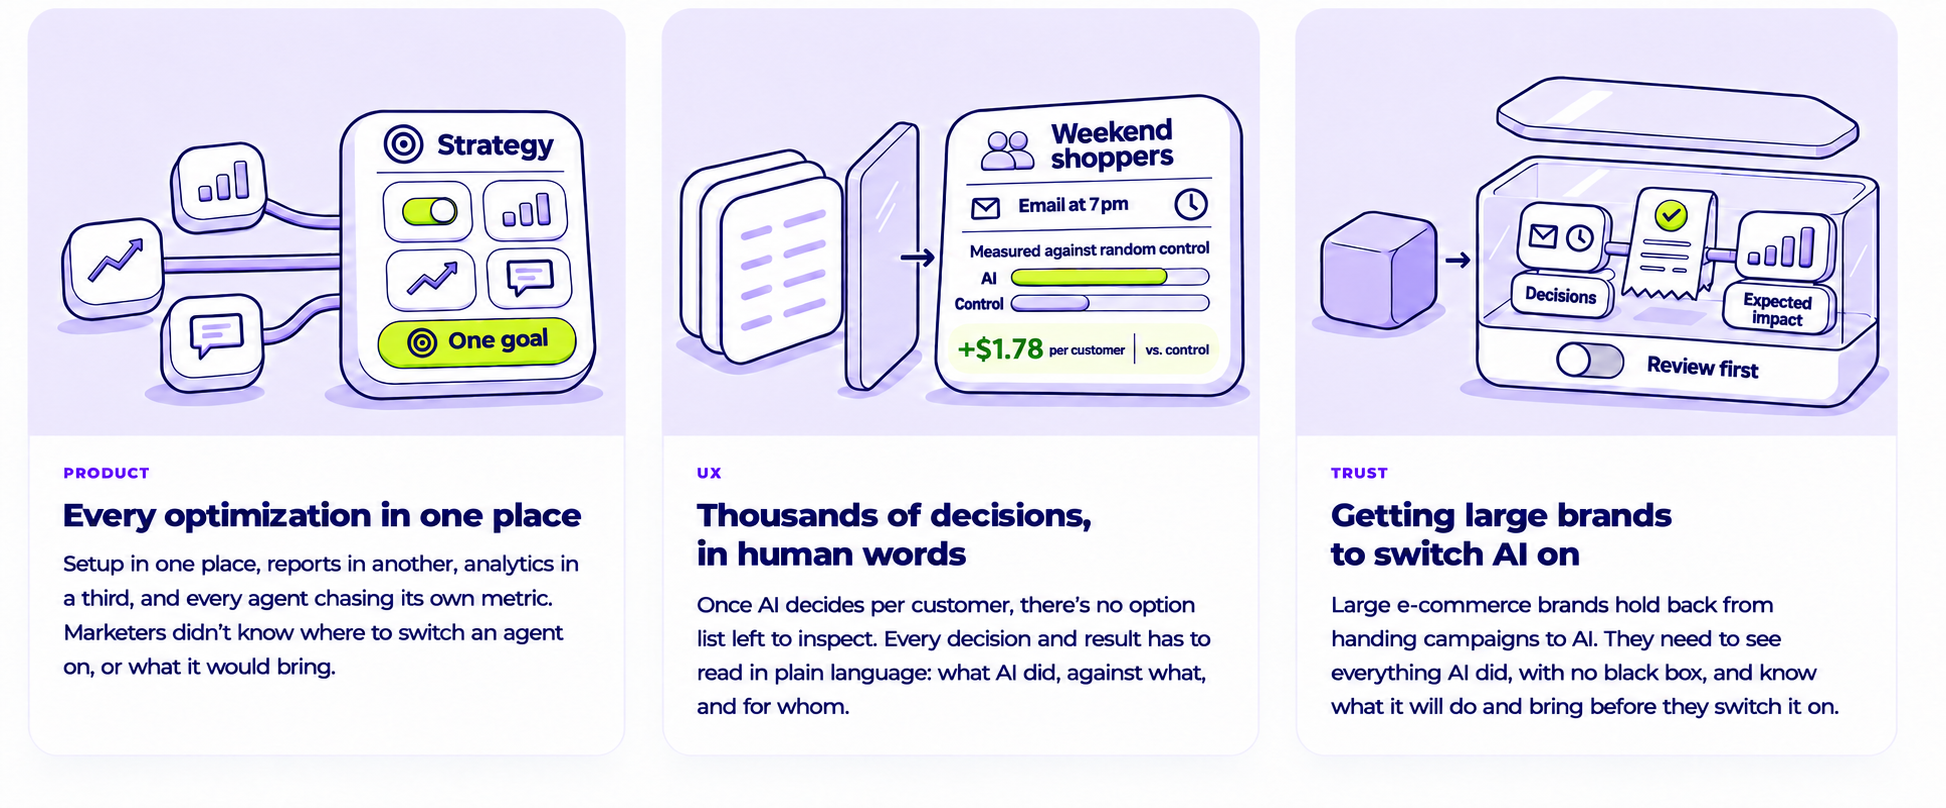 Strategy
One goal
PRODUCT
Every optimization in one place
Setup in one place, reports in another, analytics in
a third, and every agent chasing its own metric.
Marketers didn’t know where to switch an agent
on, or what it would bring.
Weekend
shoppers
Email at 7pm
Measured against random control
AI
Control
+$1.78 per customer | vs. control
UX
Thousands of decisions,
in human words
Once AI decides per customer, there’s no option
list left to inspect. Every decision and result has to
read in plain language: what AI did, against what,
and for whom.
Decisions
Expected
impact
Review first
TRUST
Getting large brands
to switch AI on
Large e-commerce brands hold back from
handing campaigns to AI. They need to see
everything AI did, with no black box, and know
what it will do and bring before they switch it on.